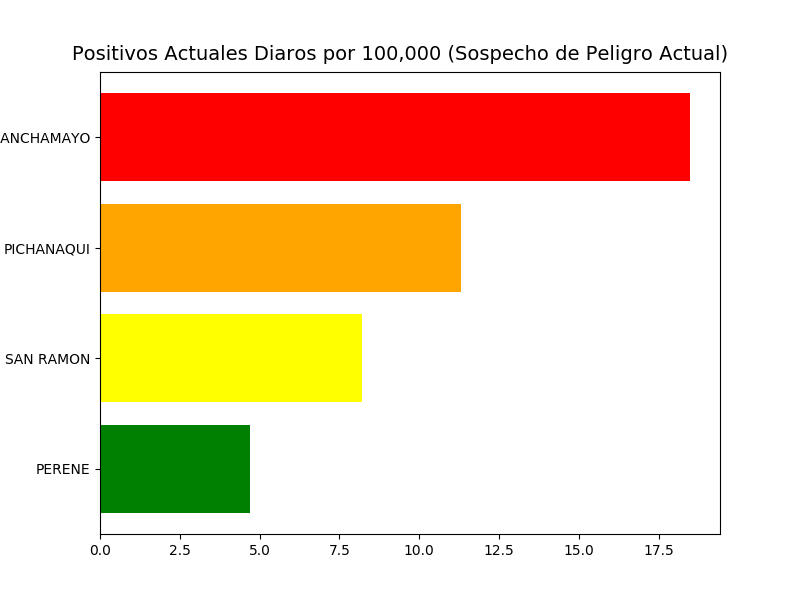 Positivos Actuales Diaros por 100,000 (Sospecho de Peligro Actual)
ANCHAMAYO
PICHANAQUI
SAN RAMON
PERENE
0.0 2.5 5.0 7.5 10.0 12.5 15.0 17.5